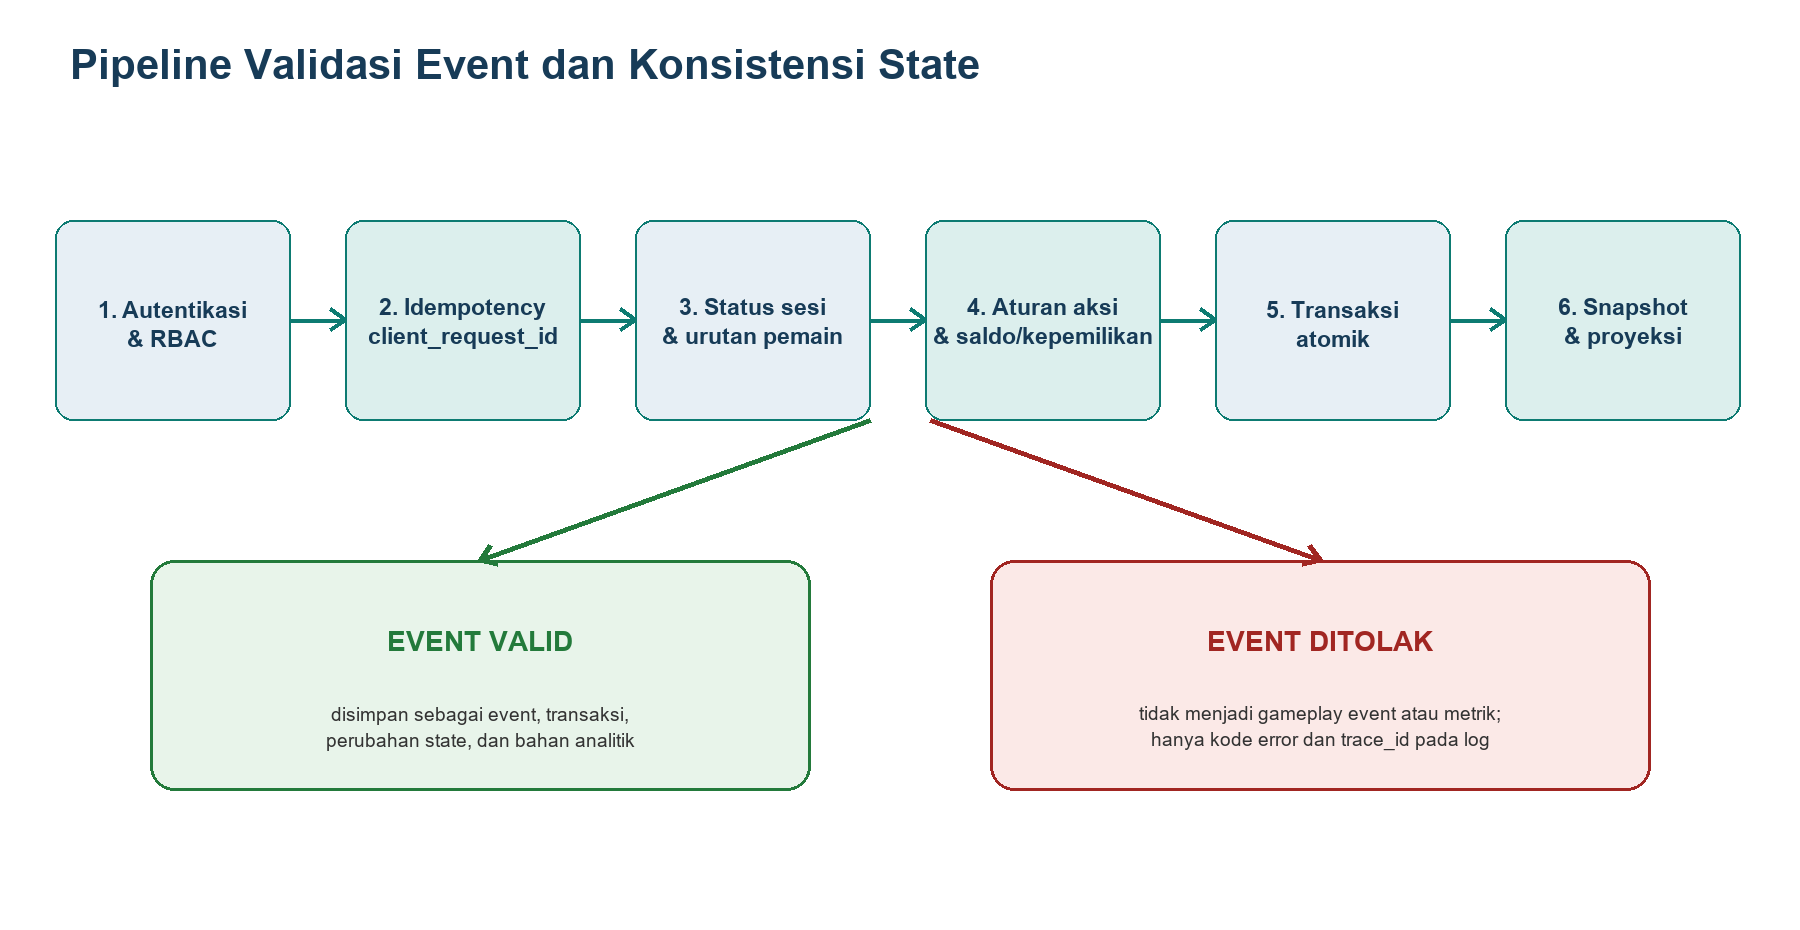 Pipeline Validasi Event dan Konsistensi State
1. Autentikasi
& RBAC
2. Idempotency
client_request_id
3. Status sesi
& urutan pemain
4. Aturan aksi
& saldo/kepemilikan
5. Transaksi
atomik
6. Snapshot
& proyeksi
EVENT VALID
disimpan sebagai event, transaksi,
perubahan state, dan bahan analitik
EVENT DITOLAK
tidak menjadi gameplay event atau metrik;
hanya kode error dan trace_id pada log